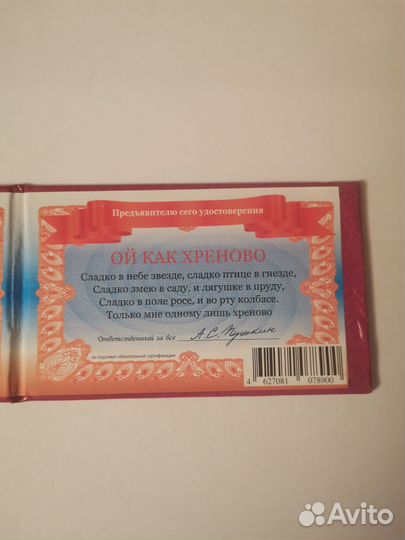 Предъявителю сего удостоверения
ОЙ КАК ХРЕНОВО
Сладко в небе звезде, сладко птице в гнезде,
Сладко змею в саду, и лягушке в пруду,
Сладко в поле росе, и во рту колбасе.
Только мне одному лишь хреново
Ответственный за все А.С.Пушкин
не подлежит обязательной сертификации
4 627081 078900
Avito